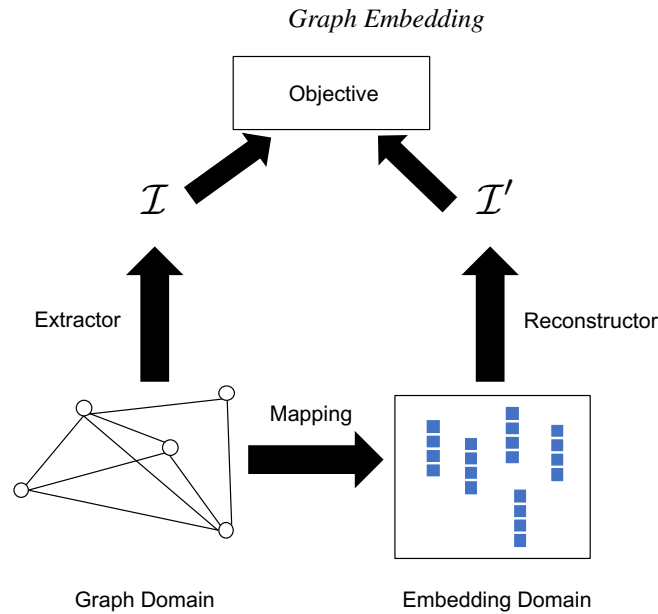 Graph Embedding
Objective
ℐ
ℐ′
Extractor
Reconstructor
Mapping
Graph Domain
Embedding Domain